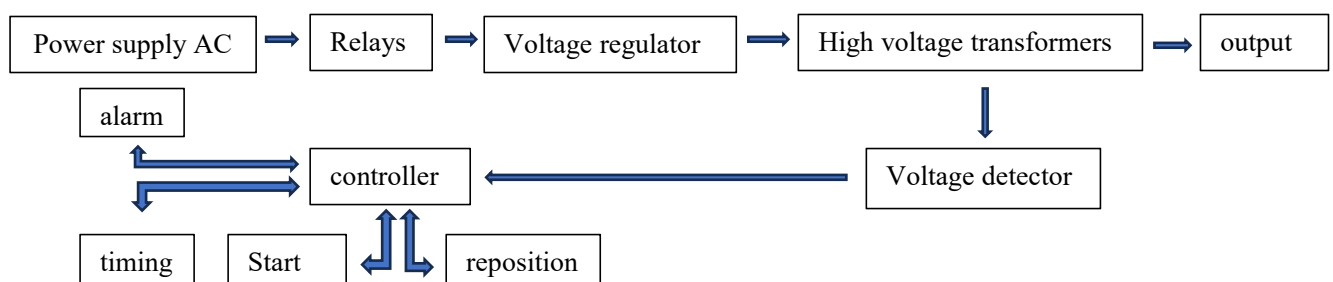 Power supply AC
Relays
Voltage regulator
High voltage transformers
output
alarm
controller
Voltage detector
timing
Start
reposition